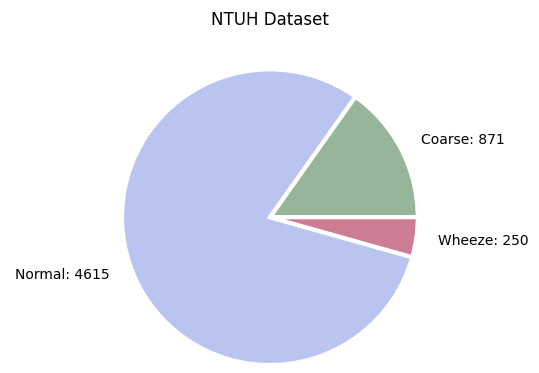 NTUH Dataset
Coarse: 871
Wheeze: 250
Normal: 4615